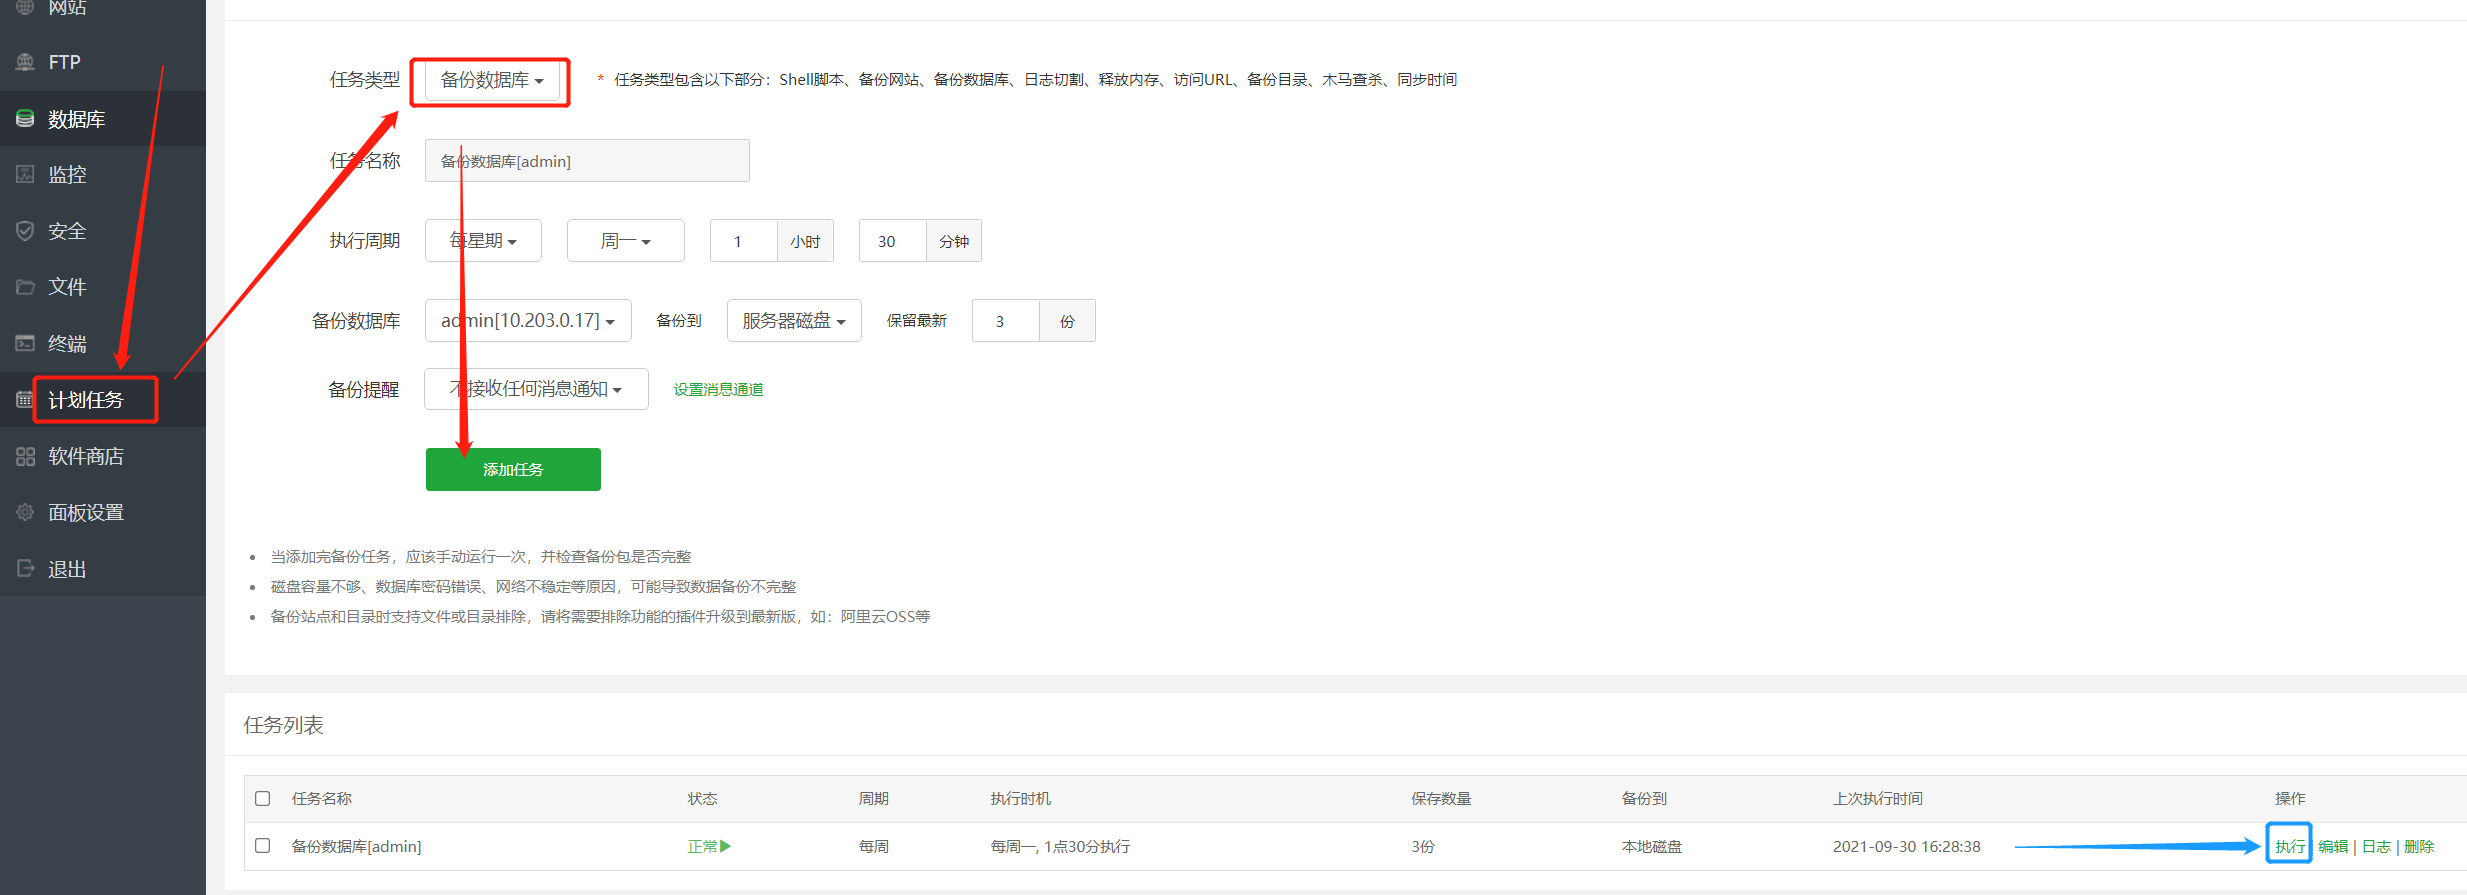 网站
FTP
数据库
监控
安全
文件
终端
计划任务
软件商店
面板设置
退出
任务类型 备份数据库 * 任务类型包含以下部分：Shell脚本、备份网站、备份数据库、日志切割、释放内存、访问URL、备份目录、木马查杀、同步时间
任务名称 备份数据库[admin]
执行周期 每星期 周一 1 小时 30 分钟
备份数据库 admin[10.203.0.17] 备份到 服务器磁盘 保留最新 3 份
备份提醒 不接收任何消息通知 设置消息通道
添加任务
当添加完备份任务，应该手动运行一次，并检查备份包是否完整
磁盘容量不够、数据库密码错误、网络不稳定等原因，可能导致数据备份不完整
备份站点和目录时支持文件或目录排除，请将需要排除功能的插件升级到最新版，如：阿里云OSS等
任务列表
任务名称 状态 周期 执行时机 保存数量 备份到 上次执行时间 操作
备份数据库[admin] 正常 每周 每周一, 1点30分执行 3份 本地磁盘 2021-09-30 16:28:38 执行 编辑 | 日志 | 删除